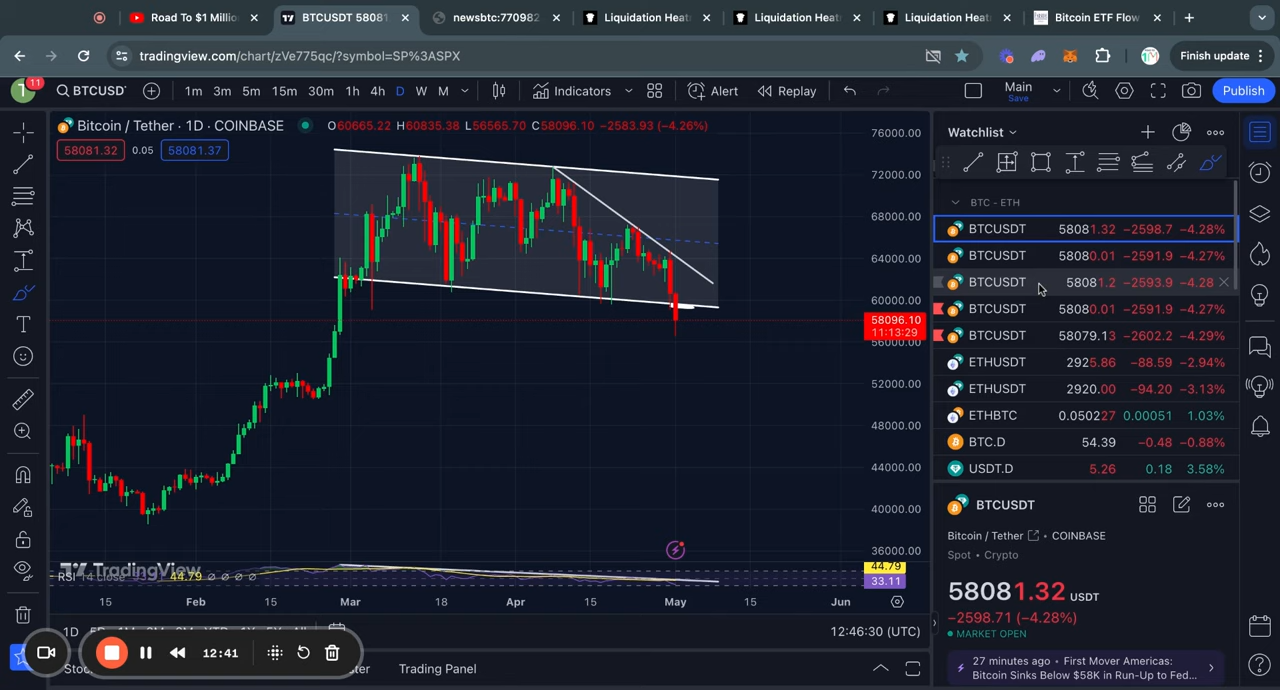 Road To $1 Millio
BTCUSDT 58081
newsbtc:770982
Liquidation Heat
Liquidation Heat
Liquidation Heat
Bitcoin ETF Flow
tradingview.com/chart/zVe775qc/?symbol=SP%3ASPX
Finish update
11
BTCUSD
1m 3m 5m 15m 30m 1h 4h D W M
Indicators
Alert
Replay
Main
Save
Publish
Bitcoin / Tether · 1D · COINBASE
O60665.22 H60835.38 L56565.70 C58096.10 −2583.93 (−4.26%)
58081.32 0.05 58081.37
76000.00
72000.00
68000.00
64000.00
60000.00
58096.10
11:13:29
56000.00
52000.00
48000.00
44000.00
40000.00
36000.00
TradingView
RSI 14 close 44.79 ∅ ∅ ∅ ∅
44.79
33.11
15 Feb 15 Mar 18 Apr 15 May 15 Jun
1D
12:46:30 (UTC)
12:41
Trading Panel
Watchlist
BTC - ETH
BTCUSDT 58081.32 −2598.7 −4.28%
BTCUSDT 58080.01 −2591.9 −4.27%
BTCUSDT 58081.2 −2593.9 −4.28
BTCUSDT 58080.01 −2591.9 −4.27%
BTCUSDT 58079.13 −2602.2 −4.29%
ETHUSDT 2925.86 −88.59 −2.94%
ETHUSDT 2920.00 −94.20 −3.13%
ETHBTC 0.050227 0.00051 1.03%
BTC.D 54.39 −0.48 −0.88%
USDT.D 5.26 0.18 3.58%
BTCUSDT
Bitcoin / Tether • COINBASE
Spot • Crypto
58081.32 USDT
−2598.71 (−4.28%)
MARKET OPEN
27 minutes ago • First Mover Americas:
Bitcoin Sinks Below $58K in Run-Up to Fed...